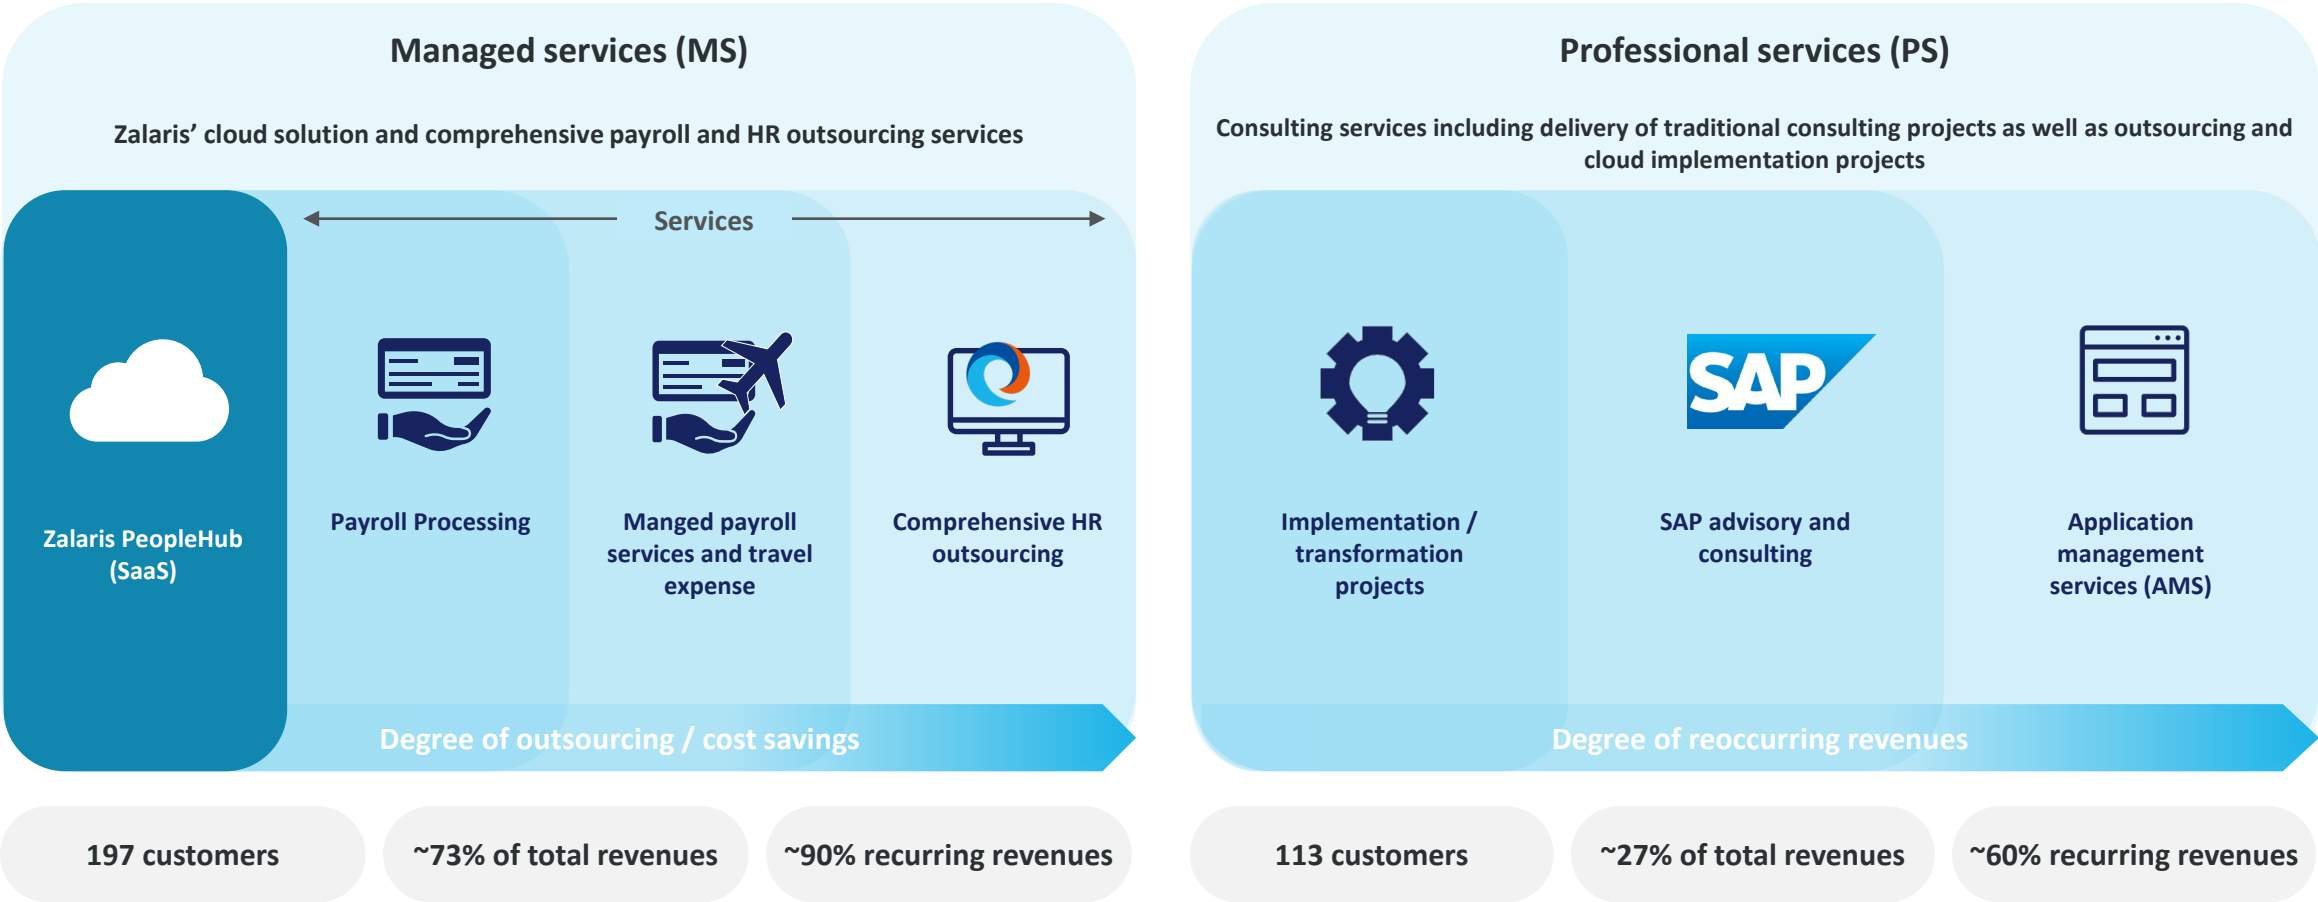 Managed services (MS)
Zalaris’ cloud solution and comprehensive payroll and HR outsourcing services
Services
Zalaris PeopleHub
(SaaS)
Payroll Processing
Manged payroll
services and travel
expense
Comprehensive HR
outsourcing
Degree of outsourcing / cost savings
197 customers
~73% of total revenues
~90% recurring revenues
Professional services (PS)
Consulting services including delivery of traditional consulting projects as well as outsourcing and
cloud implementation projects
Implementation /
transformation
projects
SAP
SAP advisory and
consulting
Application
management
services (AMS)
Degree of reoccurring revenues
113 customers
~27% of total revenues
~60% recurring revenues